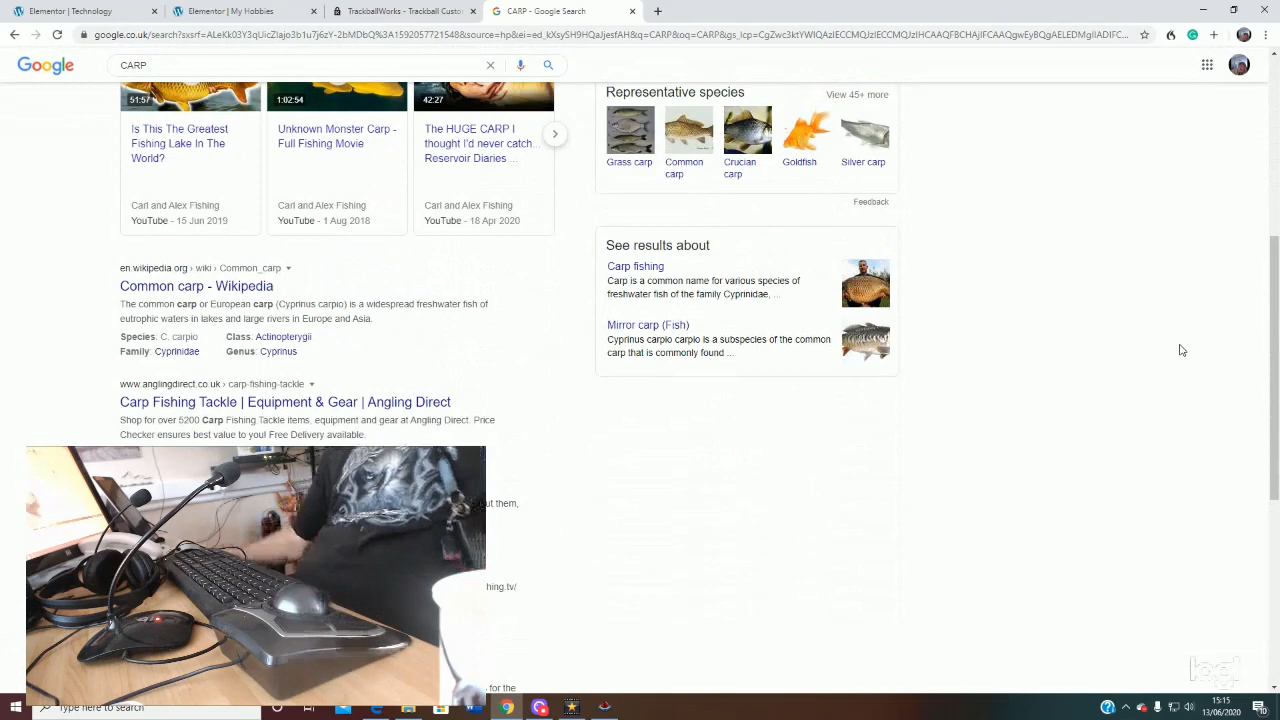 Elementor | Technology
Elementor | My Hobbies
TrackballWorks - Trackball Custom
CARP - Google Search
Google
CARP
51:57
1:02:54
42:27
Is This The Greatest
Fishing Lake In The
World?
Carl and Alex Fishing
YouTube - 15 Jun 2019
Unknown Monster Carp -
Full Fishing Movie
Carl and Alex Fishing
YouTube - 1 Aug 2018
The HUGE CARP I
thought I'd never catch...
Reservoir Diaries ...
Carl and Alex Fishing
YouTube - 18 Apr 2020
en.wikipedia.org › wiki › Common_carp
Common carp - Wikipedia
The common carp or European carp (Cyprinus carpio) is a widespread freshwater fish of
eutrophic waters in lakes and large rivers in Europe and Asia.
Species: C. carpio Class: Actinopterygii
Family: Cyprinidae Genus: Cyprinus
www.anglingdirect.co.uk › carp-fishing-tackle
Carp Fishing Tackle | Equipment & Gear | Angling Direct
Shop for over 5200 Carp Fishing Tackle items, equipment and gear at Angling Direct. Price
Checker ensures best value to you! Free Delivery available.
them,
hing.tv/
for the
Representative species
View 45+ more
Grass carp
Common
carp
Crucian
carp
Goldfish
Silver carp
Feedback
See results about
Carp fishing
Carp is a common name for various species of
freshwater fish of the family Cyprinidae, ...
Mirror carp (Fish)
Cyprinus carpio carpio is a subspecies of the common
carp that is commonly found ...
logi
Type here to search
15:15
13/06/2020